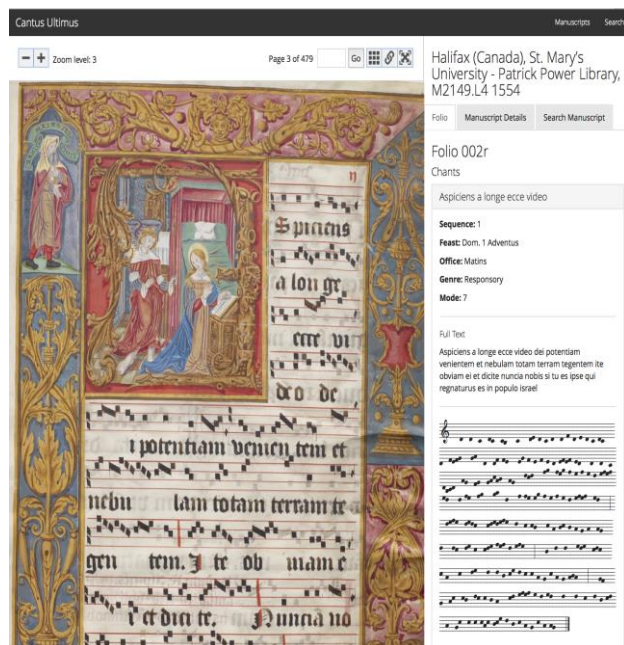 Cantus Ultimus
Manuscripts Search
Zoom level: 3
Page 3 of 479 Go
Halifax (Canada), St. Mary's
University - Patrick Power Library,
M2149.L4 1554
Folio Manuscript Details Search Manuscript
Folio 002r
Chants
Aspiciens a longe ecce video
Sequence: 1
Feast: Dom. 1 Adventus
Office: Matins
Genre: Responsory
Mode: 7
Full Text
Aspiciens a longe ecce video dei potentiam
venientem et nebulam totam terram tegentem ite
obviam ei et dicite nuncia nobis si tu es ipse qui
regnaturus es in populo israel
Spiciens
a lon ge
ecce vi
deo de
i potentiam venien tem et
nebu lam totam terram te
gen tem. I te ob viam e
i et dici te. Nuncia no